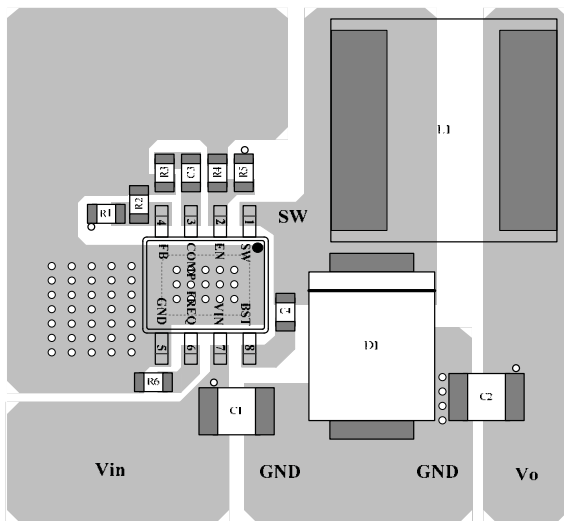 L1
R3
C3
R4
R5
R2
R1
SW
4
3
2
1
FB
COMP
EN
SW
GND
FREQ
VIN
BST
C4
D1
5
6
7
8
R6
C1
C2
Vin
GND
GND
Vo